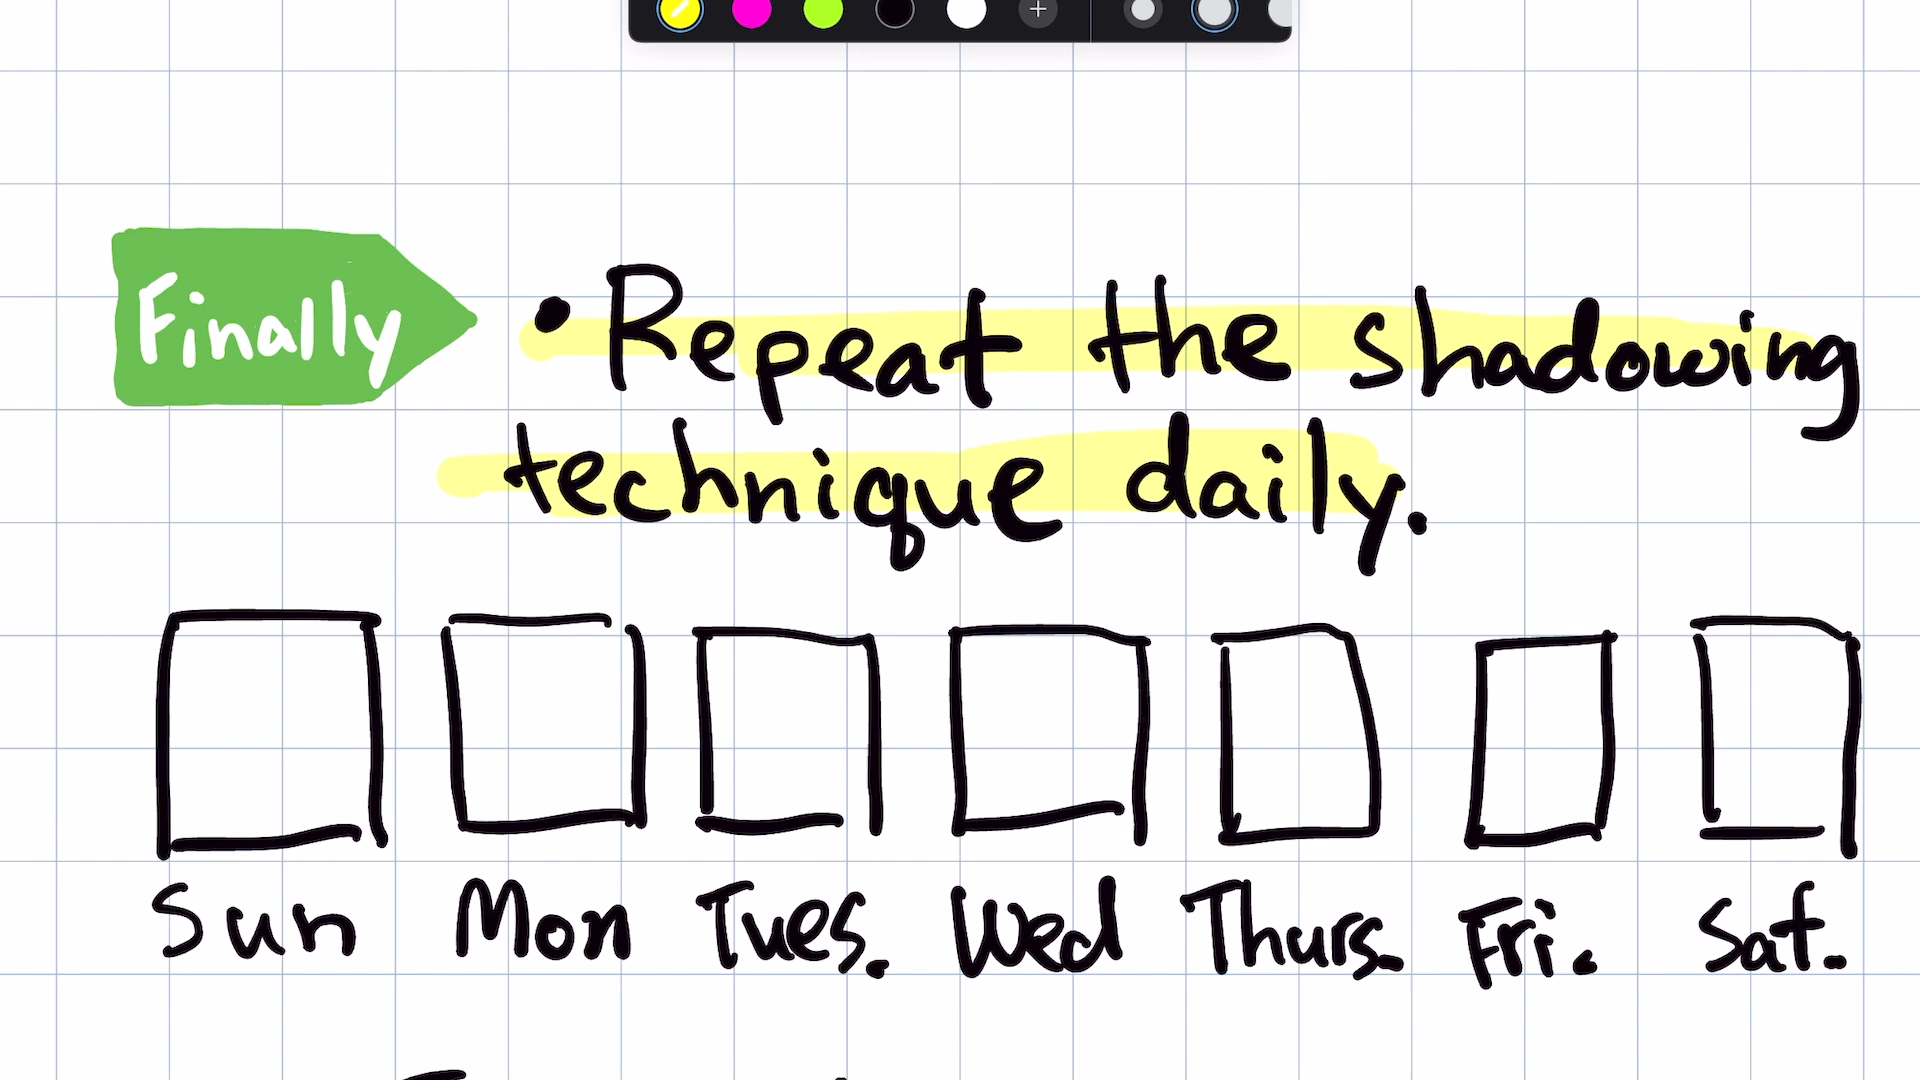 Finally
• Repeat the shadowing
technique daily.
Sun Mon Tues. Wed Thurs. Fri. Sat.